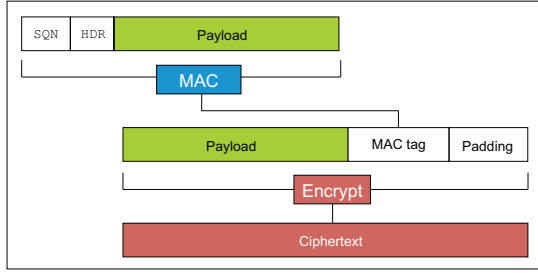 SQN HDR Payload
MAC
Payload MAC tag Padding
Encrypt
Ciphertext